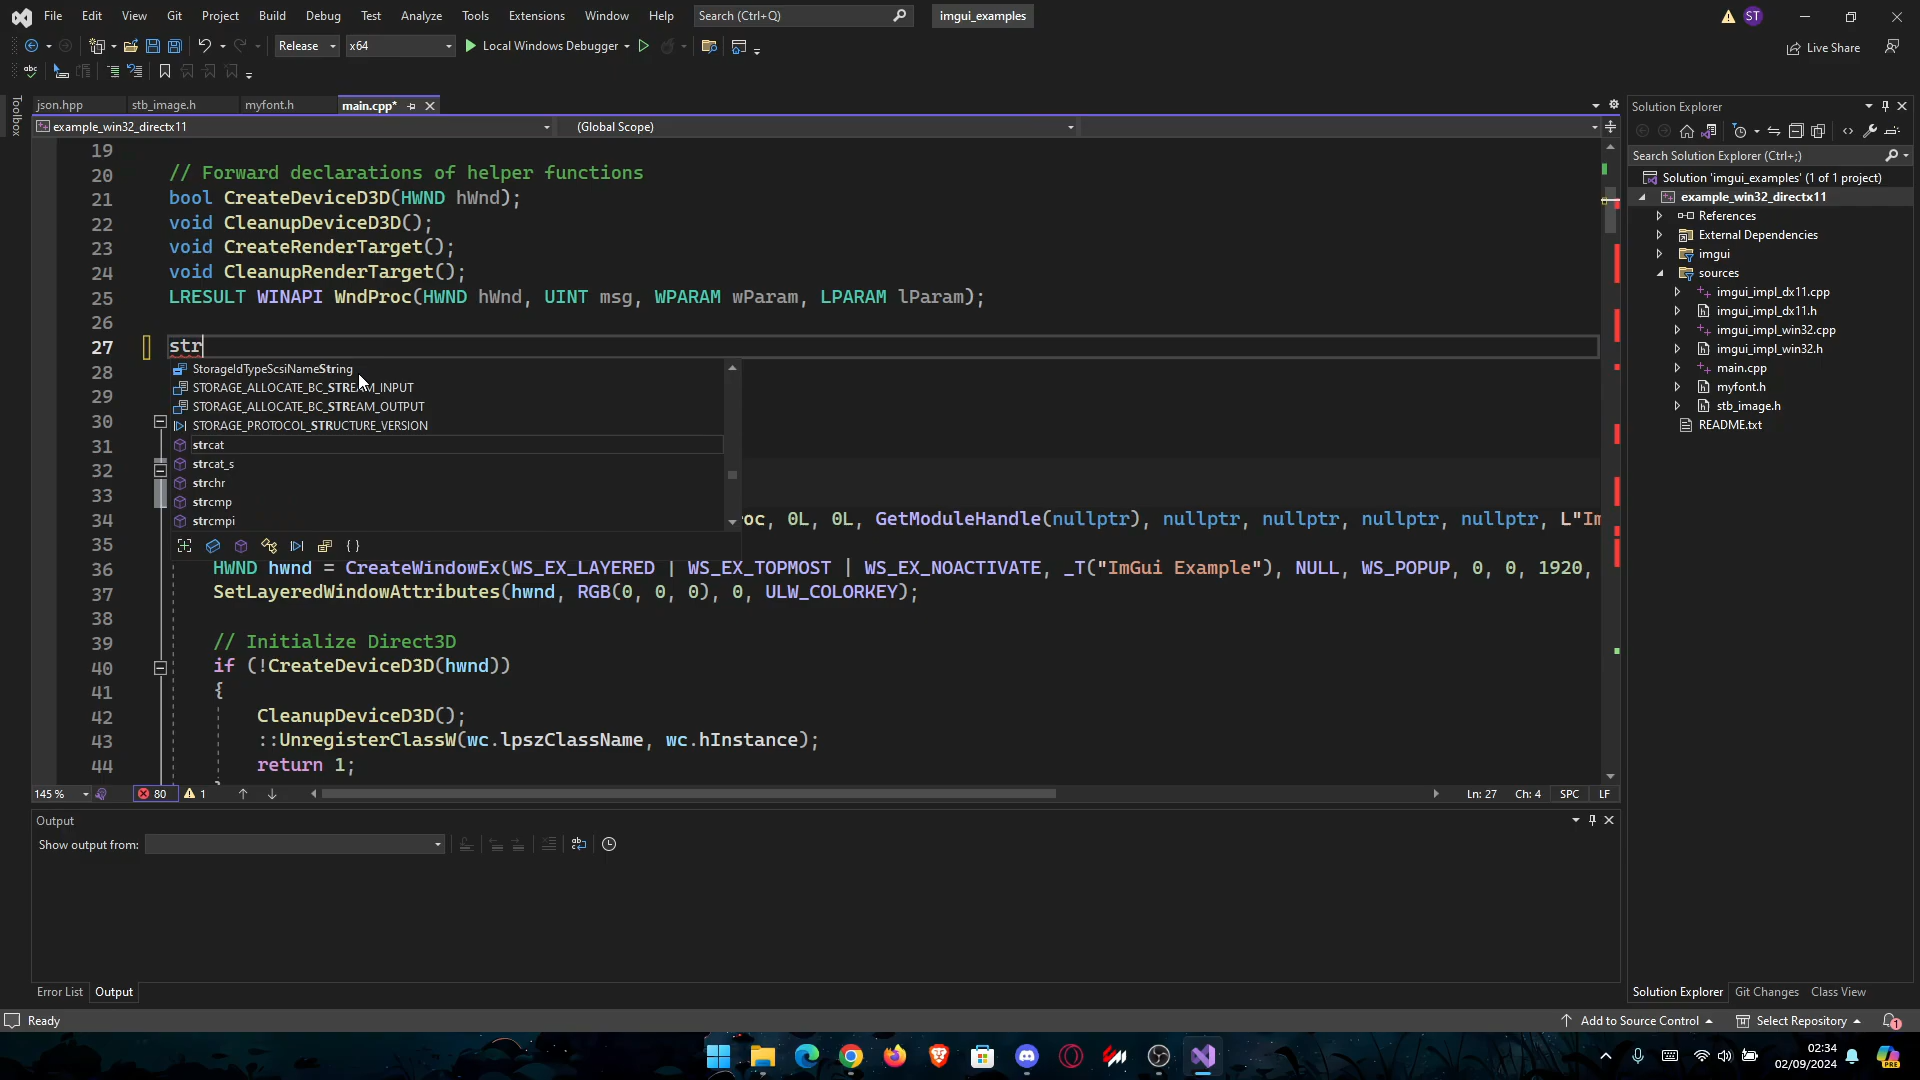 File Edit View Git Project Build Debug Test Analyze Tools Extensions Window Help Search (Ctrl+Q) imgui_examples ST
Release x64 Local Windows Debugger Live Share
abc
Toolbox
json.hpp stb_image.h myfont.h main.cpp*
example_win32_directx11 (Global Scope)
19
20 // Forward declarations of helper functions
21 bool CreateDeviceD3D(HWND hWnd);
22 void CleanupDeviceD3D();
23 void CreateRenderTarget();
24 void CleanupRenderTarget();
25 LRESULT WINAPI WndProc(HWND hWnd, UINT msg, WPARAM wParam, LPARAM lParam);
26
27 str
28 StorageIdTypeScsiNameString
STORAGE_ALLOCATE_BC_STREAM_INPUT
29 STORAGE_ALLOCATE_BC_STREAM_OUTPUT
30 STORAGE_PROTOCOL_STRUCTURE_VERSION
31 strcat
32 strcat_s
33 strchr
strcmp
34 strcmpi oc, 0L, 0L, GetModuleHandle(nullptr), nullptr, nullptr, nullptr, nullptr, L"Im
35
36 HWND hwnd = CreateWindowEx(WS_EX_LAYERED | WS_EX_TOPMOST | WS_EX_NOACTIVATE, _T("ImGui Example"), NULL, WS_POPUP, 0, 0, 1920,
37 SetLayeredWindowAttributes(hwnd, RGB(0, 0, 0), 0, ULW_COLORKEY);
38
39 // Initialize Direct3D
40 if (!CreateDeviceD3D(hwnd))
41 {
42 CleanupDeviceD3D();
43 ::UnregisterClassW(wc.lpszClassName, wc.hInstance);
44 return 1;
145 % 80 1 Ln: 27 Ch: 4 SPC LF
Output
Show output from:
Error List Output
Solution Explorer
Search Solution Explorer (Ctrl+;)
Solution 'imgui_examples' (1 of 1 project)
example_win32_directx11
References
External Dependencies
imgui
sources
imgui_impl_dx11.cpp
imgui_impl_dx11.h
imgui_impl_win32.cpp
imgui_impl_win32.h
main.cpp
myfont.h
stb_image.h
README.txt
Solution Explorer Git Changes Class View
Ready Add to Source Control Select Repository 1
02:34
02/09/2024
PRE